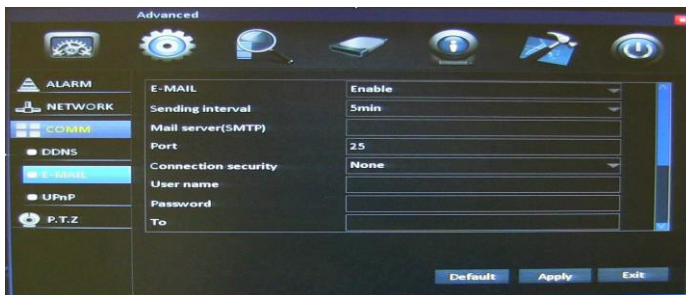 Advanced
ALARM
NETWORK
COMM
DDNS
E-MAIL
UPnP
P.T.Z
E-MAIL Enable
Sending interval 5min
Mail server(SMTP)
Port 25
Connection security None
User name
Password
To
Default Apply Exit